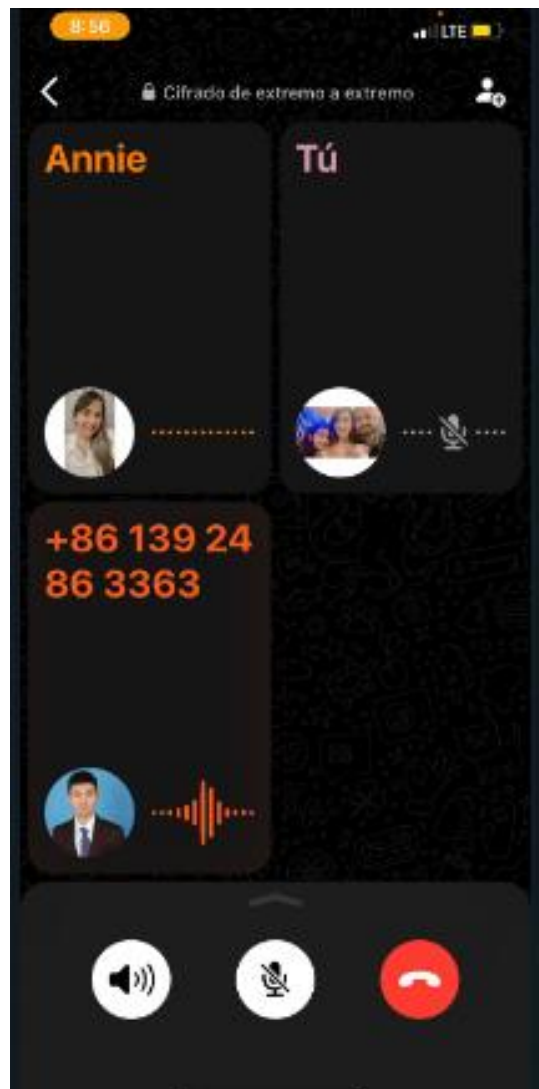 8:56
LTE
Cifrado de extremo a extremo
Annie
Tú
+86 139 24
86 3363